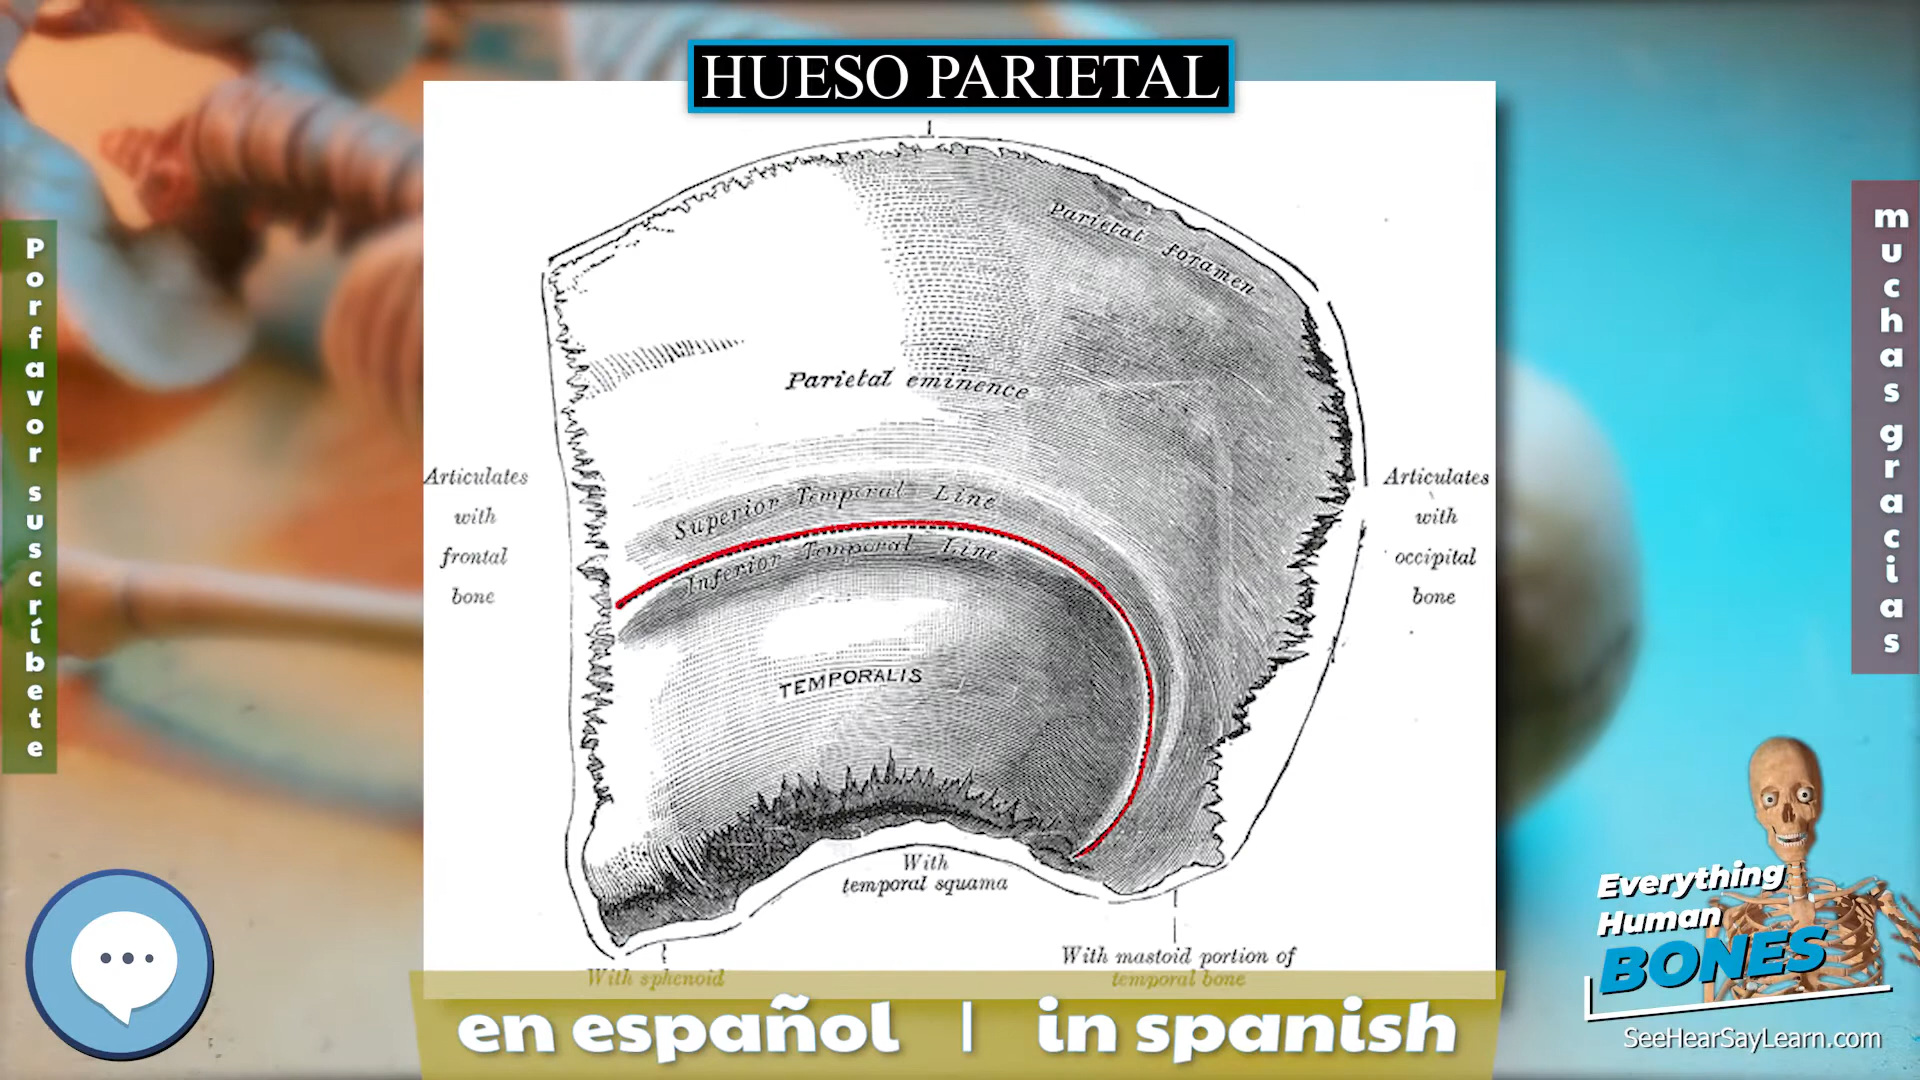 HUESO PARIETAL
Parietal foramen
Parietal eminence
Superior Temporal Line
Inferior Temporal Line
TEMPORALIS
Articulates
with
frontal
bone
Articulates
with
occipital
bone
With
temporal squama
With mastoid portion of
temporal bone
With sphenoid
en español | in spanish
Porfavor suscríbete
muchas gracias
Everything
Human
BONES
SeeHearSayLearn.com